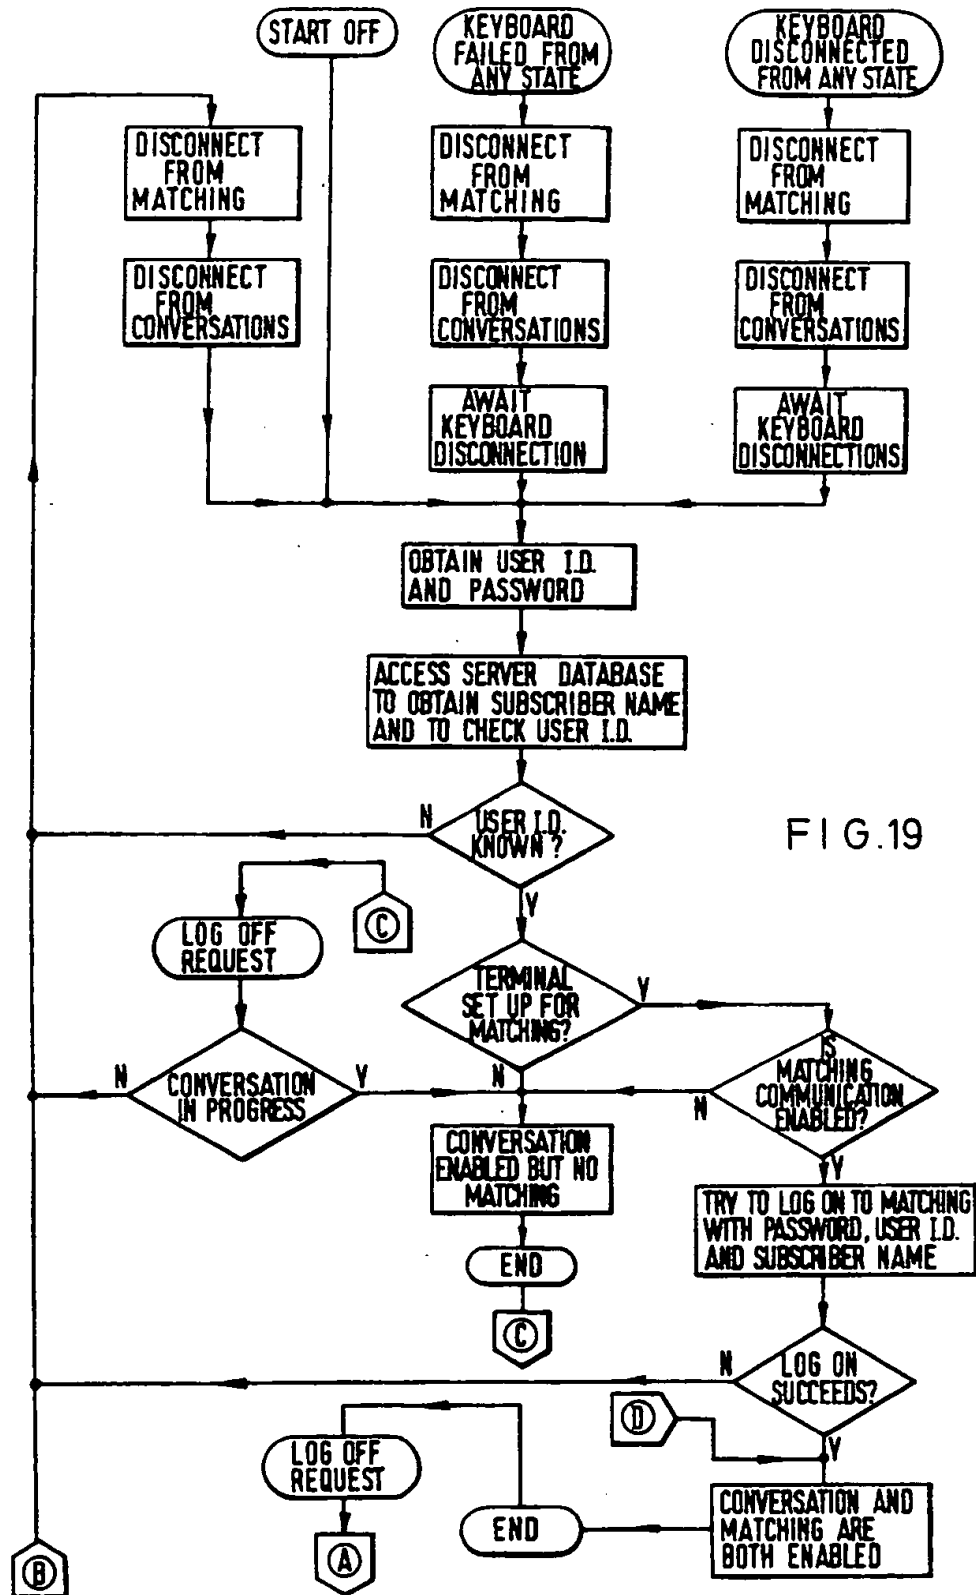 START OFF
KEYBOARD
FAILED FROM
ANY STATE
KEYBOARD
DISCONNECTED
FROM ANY STATE
DISCONNECT
FROM
MATCHING
DISCONNECT
FROM
MATCHING
DISCONNECT
FROM
MATCHING
DISCONNECT
FROM
CONVERSATIONS
DISCONNECT
FROM
CONVERSATIONS
DISCONNECT
FROM
CONVERSATIONS
AWAIT
KEYBOARD
DISCONNECTION
AWAIT
KEYBOARD
DISCONNECTIONS
OBTAIN USER I.D.
AND PASSWORD
ACCESS SERVER DATABASE
TO OBTAIN SUBSCRIBER NAME
AND TO CHECK USER I.D.
N
USER I.D.
KNOWN ?
Y
FIG.19
C
LOG OFF
REQUEST
TERMINAL
SET UP FOR
MATCHING?
Y
N
IS
MATCHING
COMMUNICATION
ENABLED?
N
Y
N
CONVERSATION
IN PROGRESS
Y
CONVERSATION
ENABLED BUT NO
MATCHING
TRY TO LOG ON TO MATCHING
WITH PASSWORD, USER I.D.
AND SUBSCRIBER NAME
END
C
N
LOG ON
SUCCEEDS?
Y
D
LOG OFF
REQUEST
END
CONVERSATION AND
MATCHING ARE
BOTH ENABLED
B
A